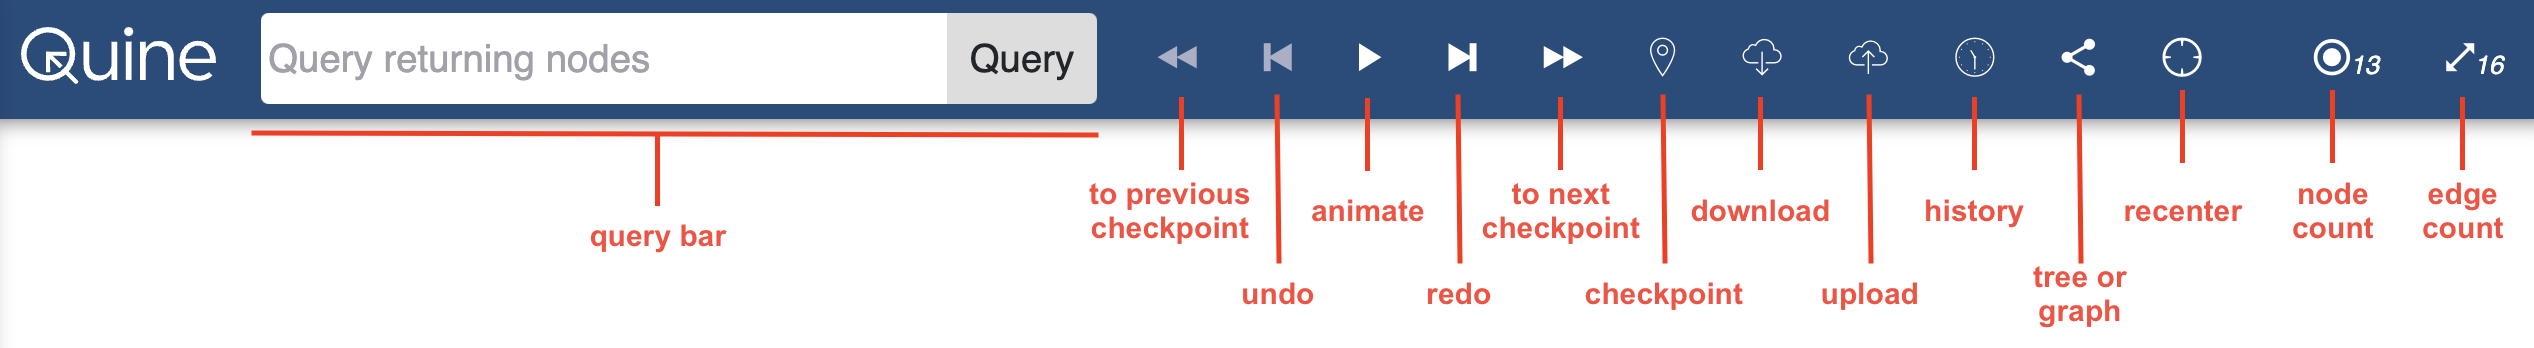 Quine
Query returning nodes
Query
13
16
to previous
checkpoint
animate
to next
checkpoint
download
history
recenter
node
count
edge
count
query bar
undo
redo
checkpoint
upload
tree or
graph